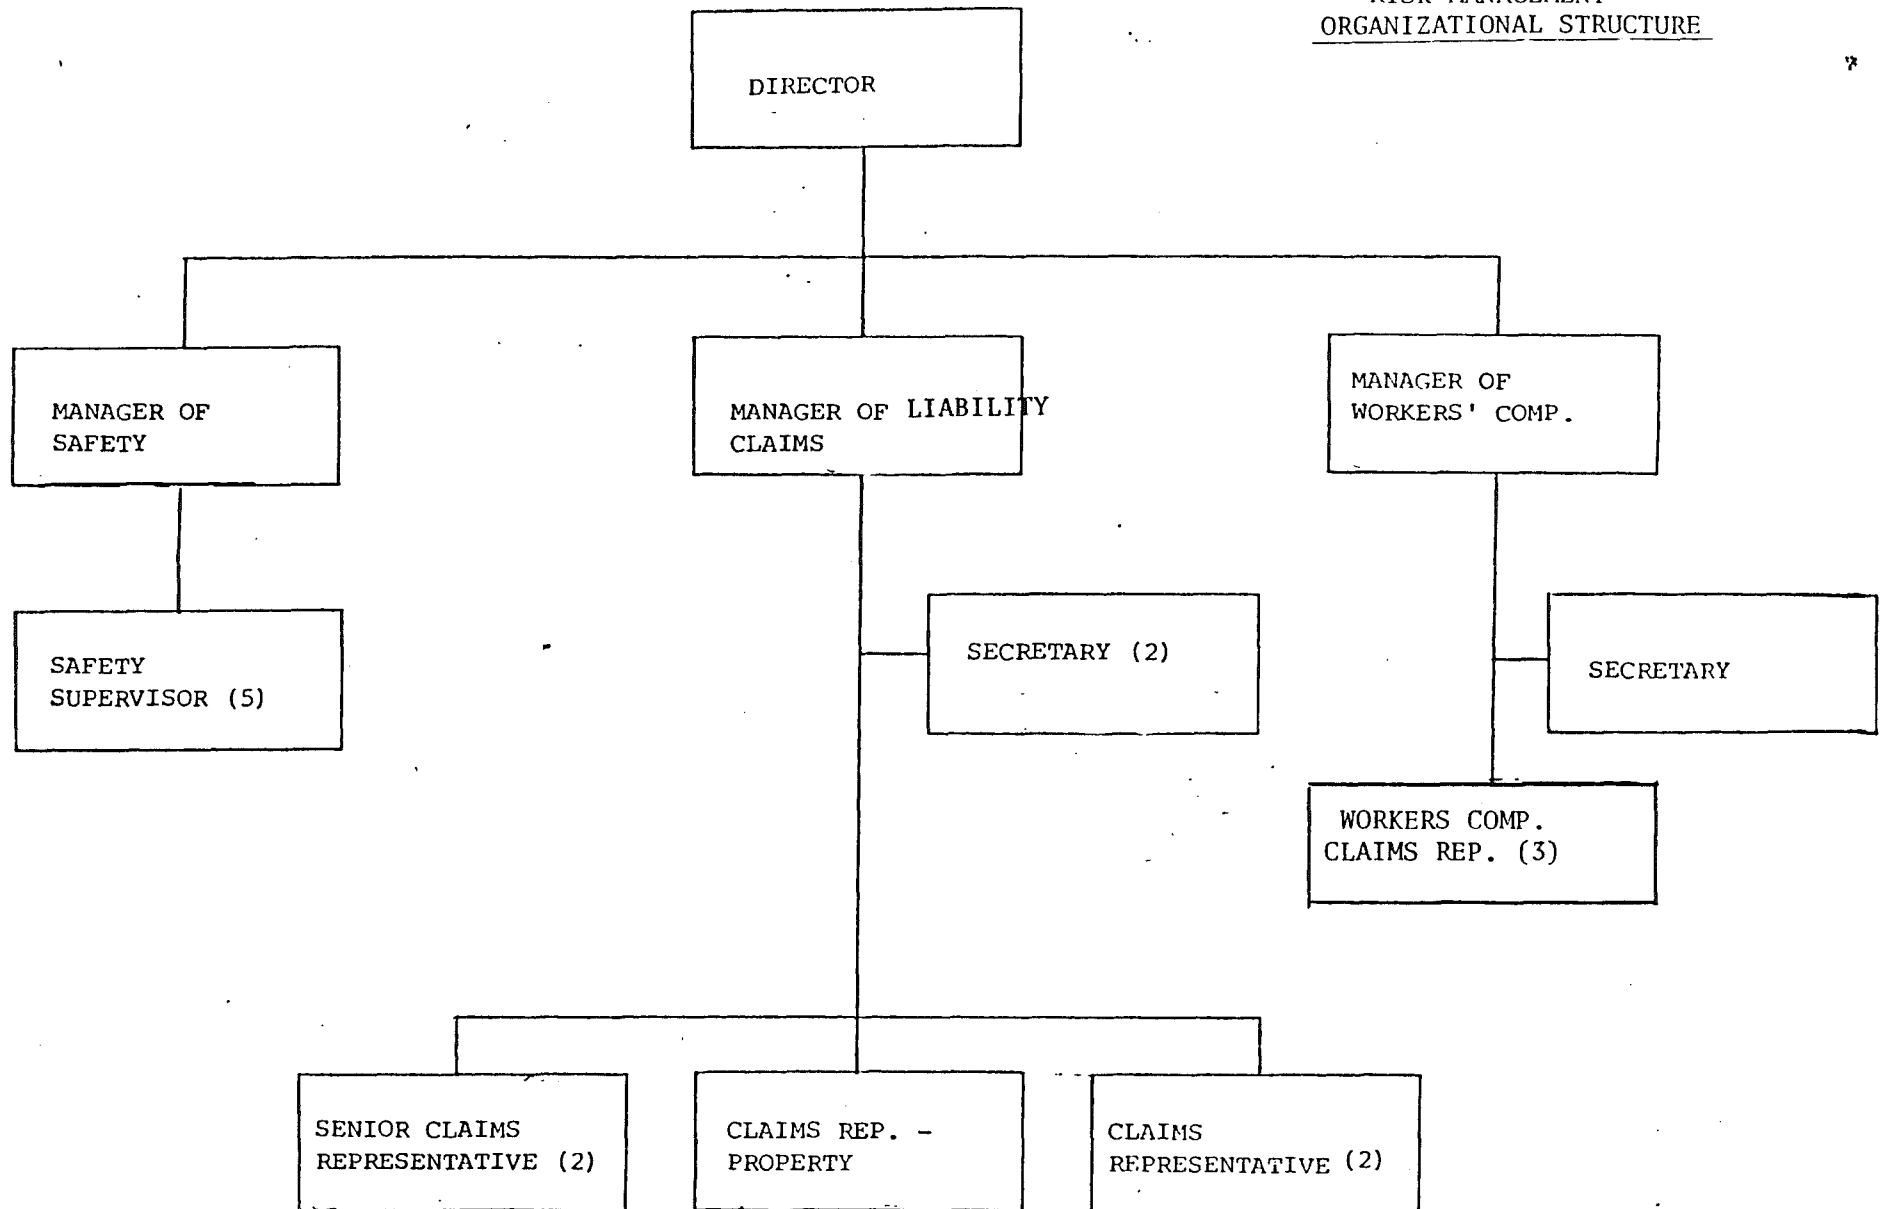 ORGANIZATIONAL STRUCTURE
DIRECTOR
MANAGER OF
SAFETY
MANAGER OF LIABILITY
CLAIMS
MANAGER OF
WORKERS' COMP.
SAFETY
SUPERVISOR (5)
SECRETARY (2)
SECRETARY
WORKERS COMP.
CLAIMS REP. (3)
SENIOR CLAIMS
REPRESENTATIVE (2)
CLAIMS REP. -
PROPERTY
CLAIMS
REPRESENTATIVE (2)